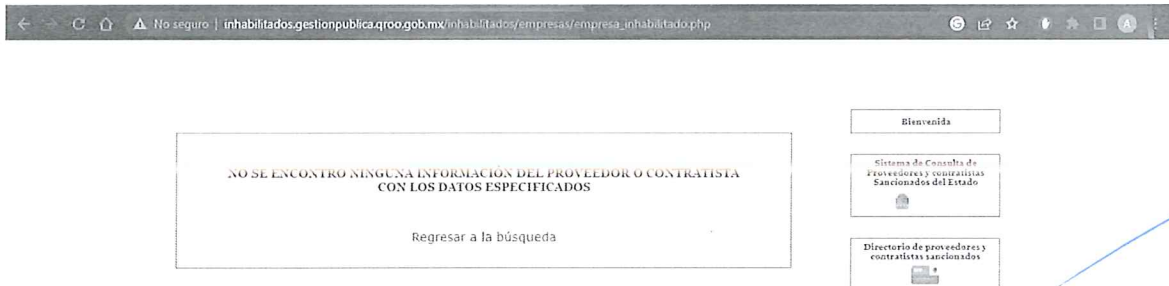 No seguro | inhabilitados.gestionpublica.qroo.gob.mx/inhabilitados/empresas/empresa_inhabilitado.php
NO SE ENCONTRO NINGUNA INFORMACIÓN DEL PROVEEDOR O CONTRATISTA
CON LOS DATOS ESPECIFICADOS
Regresar a la búsqueda
Bienvenida
Sistema de Consulta de
Proveedores y contratistas
Sancionados del Estado
Directorio de proveedores y
contratistas sancionados